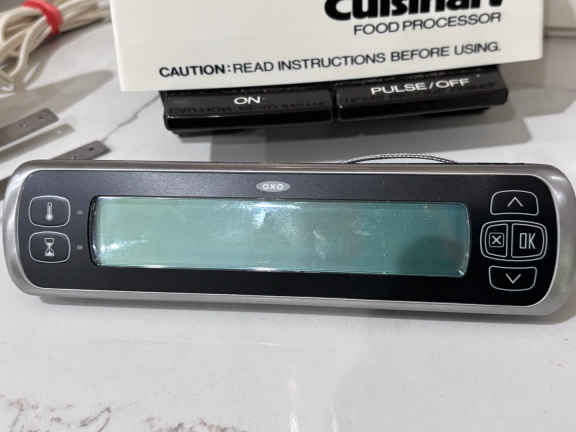 Cuisinart
FOOD PROCESSOR
CAUTION: READ INSTRUCTIONS BEFORE USING.
ON
PULSE/OFF
OXO
OK